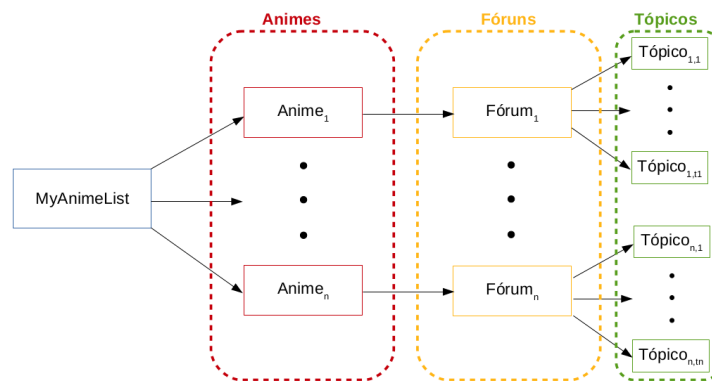 Animes
Fóruns
Tópicos
MyAnimeList
Anime1
Fórum1
Tópico1,1
Tópico1,t1
Animen
Fórumn
Tópicon,1
Tópicon,tn